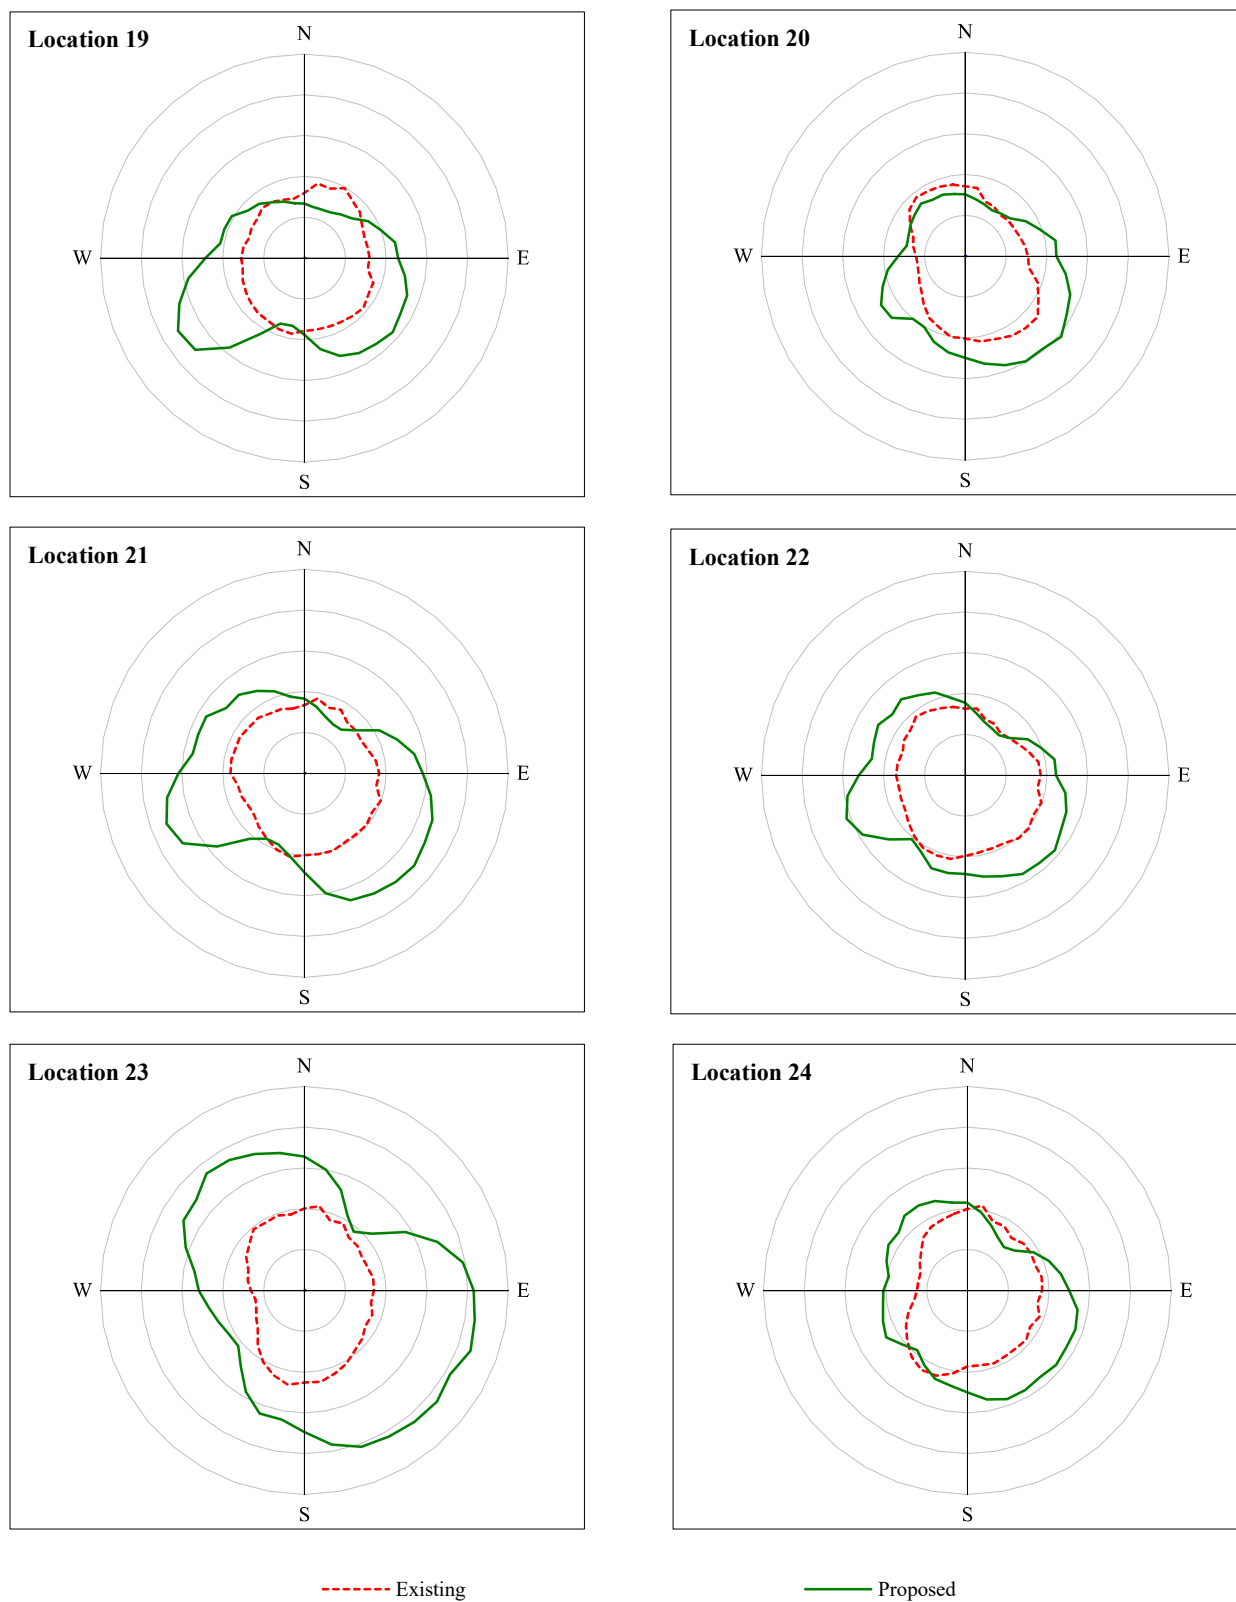 Location 19
N
W
E
S
Location 20
N
W
E
S
Location 21
N
W
E
S
Location 22
N
W
E
S
Location 23
N
W
E
S
Location 24
N
W
E
S
Existing
Proposed